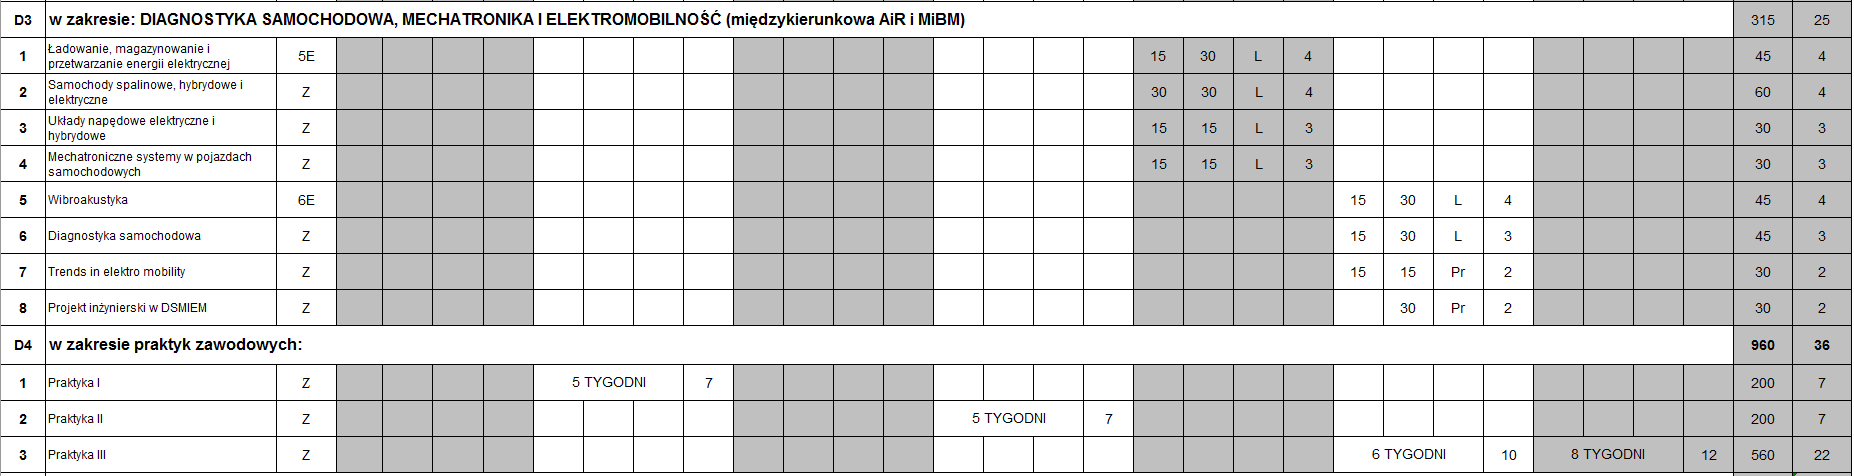 D3 w zakresie: DIAGNOSTYKA SAMOCHODOWA, MECHATRONIKA I ELEKTROMOBILNOŚĆ (międzykierunkowa AiR i MiBM) 315 25
1 Ładowanie, magazynowanie i przetwarzanie energii elektrycznej 5E 15 30 L 4 45 4
2 Samochody spalinowe, hybrydowe i elektryczne Z 30 30 L 4 60 4
3 Układy napędowe elektryczne i hybrydowe Z 15 15 L 3 30 3
4 Mechatroniczne systemy w pojazdach samochodowych Z 15 15 L 3 30 3
5 Wibroakustyka 6E 15 30 L 4 45 4
6 Diagnostyka samochodowa Z 15 30 L 3 45 3
7 Trends in elektro mobility Z 15 15 Pr 2 30 2
8 Projekt inżynierski w DSMIEM Z 30 Pr 2 30 2
D4 w zakresie praktyk zawodowych: 960 36
1 Praktyka I Z 5 TYGODNI 7 200 7
2 Praktyka II Z 5 TYGODNI 7 200 7
3 Praktyka III Z 6 TYGODNI 10 8 TYGODNI 12 560 22